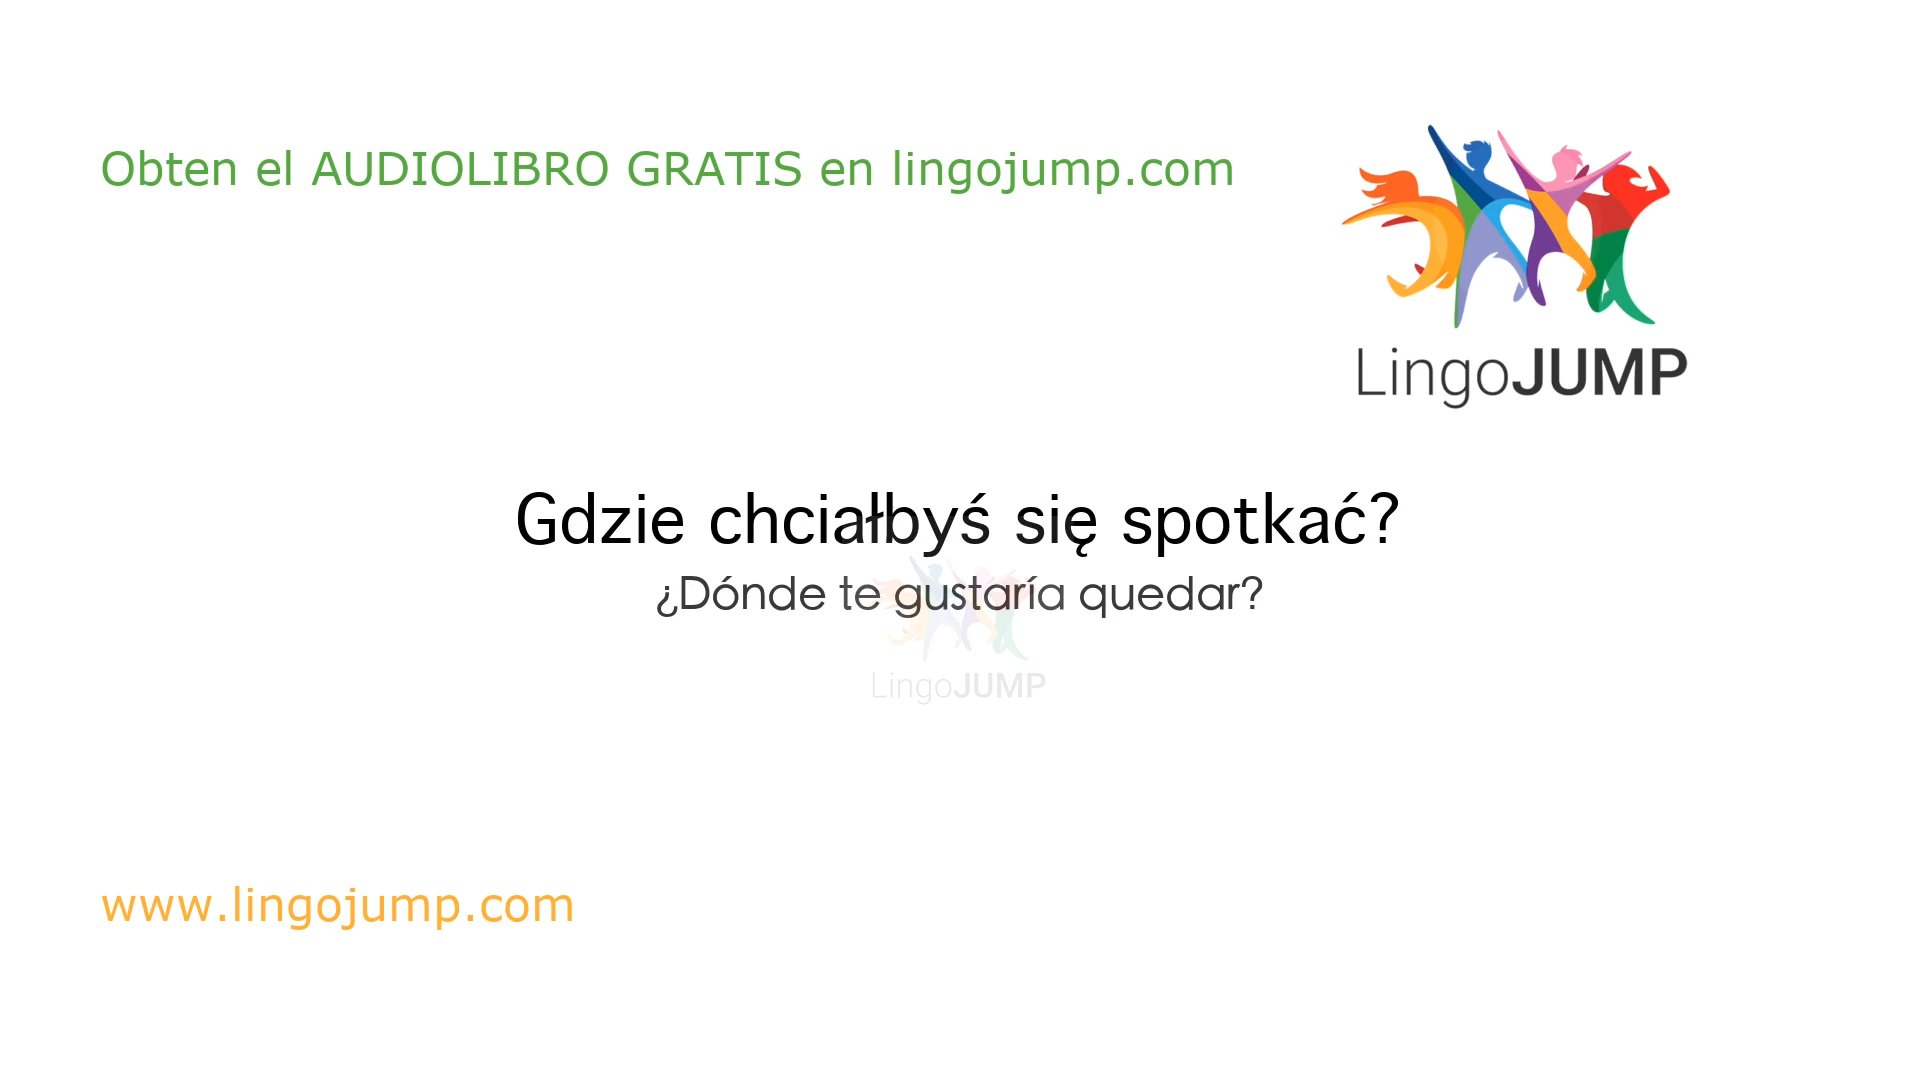 Obten el AUDIOLIBRO GRATIS en lingojump.com
LingoJUMP
Gdzie chciałbyś się spotkać?
¿Dónde te gustaría quedar?
LingoJUMP
www.lingojump.com